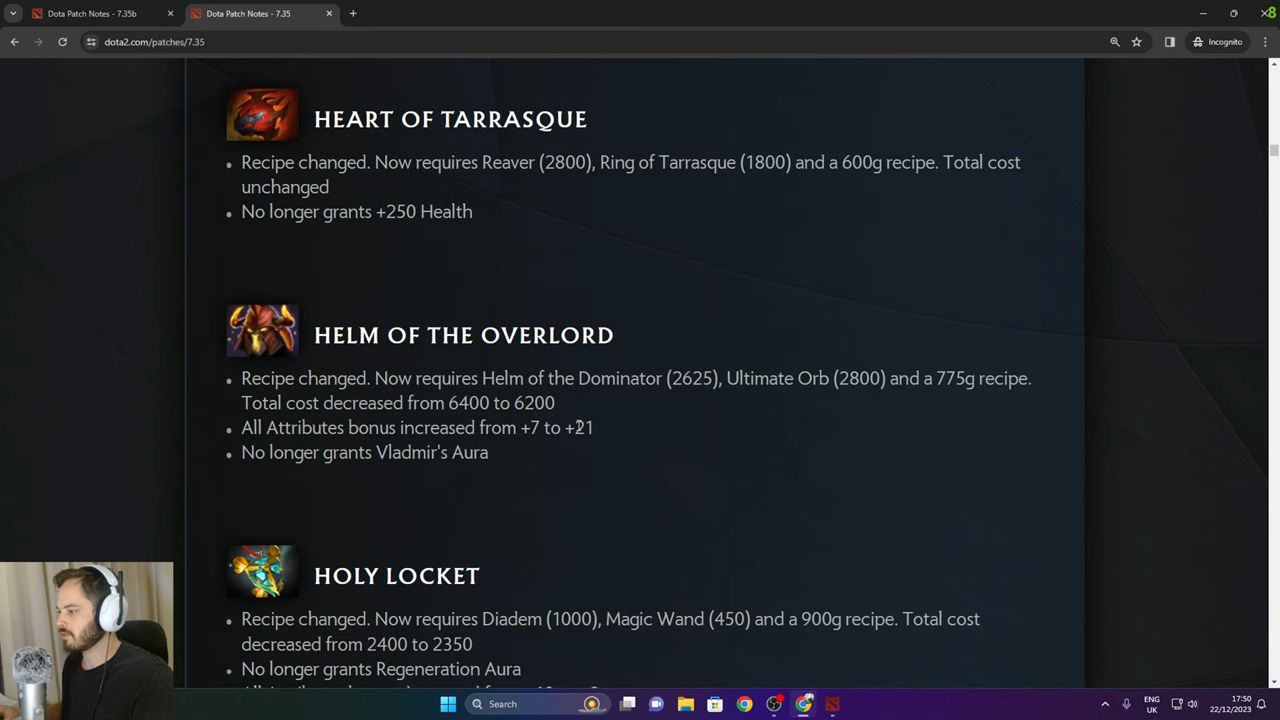 Dota Patch Notes - 7.35b
Dota Patch Notes - 7.35
8
dota2.com/patches/7.35
Incognito
HEART OF TARRASQUE
Recipe changed. Now requires Reaver (2800), Ring of Tarrasque (1800) and a 600g recipe. Total cost
unchanged
No longer grants +250 Health
HELM OF THE OVERLORD
Recipe changed. Now requires Helm of the Dominator (2625), Ultimate Orb (2800) and a 775g recipe.
Total cost decreased from 6400 to 6200
All Attributes bonus increased from +7 to +21
No longer grants Vladmir's Aura
HOLY LOCKET
Recipe changed. Now requires Diadem (1000), Magic Wand (450) and a 900g recipe. Total cost
decreased from 2400 to 2350
No longer grants Regeneration Aura
Search
ENG
UK
17:50
22/12/2023